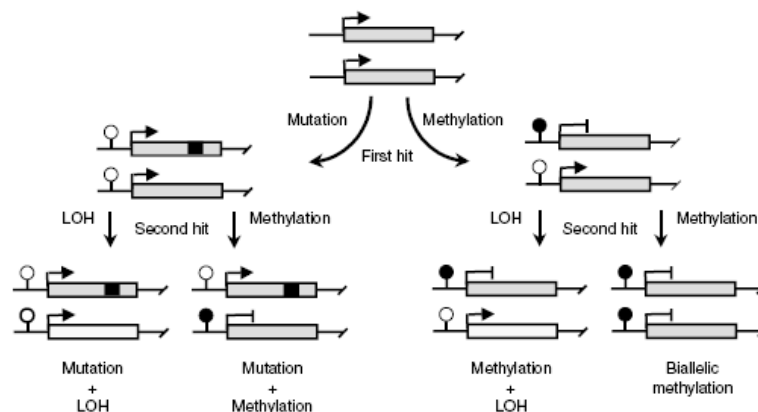 Mutation
Methylation
First hit
LOH
Second hit
Methylation
LOH
Second hit
Methylation
Mutation
+
LOH
Mutation
+
Methylation
Methylation
+
LOH
Biallelic
methylation